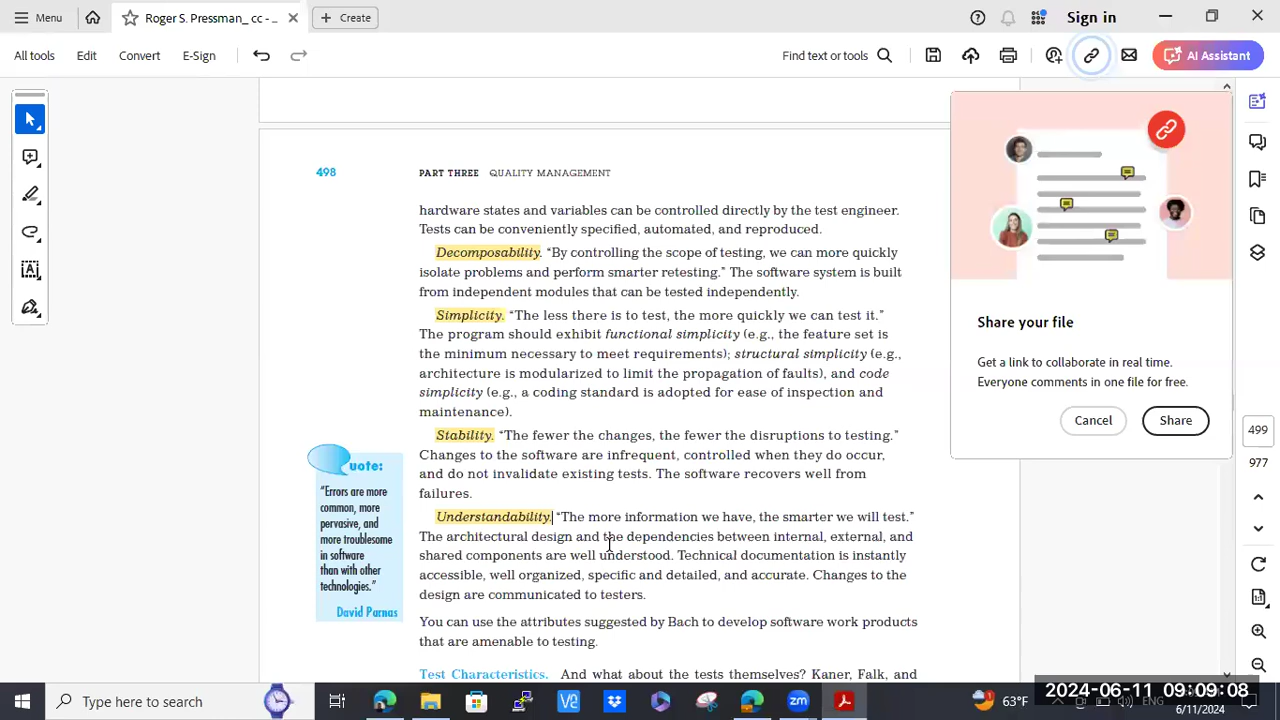 Menu
Roger S. Pressman_ cc - ...
Create
Sign in
All tools
Edit
Convert
E-Sign
Find text or tools
AI Assistant
498
PART THREE QUALITY MANAGEMENT
hardware states and variables can be controlled directly by the test engineer.
Tests can be conveniently specified, automated, and reproduced.
Decomposability. “By controlling the scope of testing, we can more quickly
isolate problems and perform smarter retesting.” The software system is built
from independent modules that can be tested independently.
Simplicity. “The less there is to test, the more quickly we can test it.”
The program should exhibit functional simplicity (e.g., the feature set is
the minimum necessary to meet requirements); structural simplicity (e.g.,
architecture is modularized to limit the propagation of faults), and code
simplicity (e.g., a coding standard is adopted for ease of inspection and
maintenance).
Stability. “The fewer the changes, the fewer the disruptions to testing.”
Changes to the software are infrequent, controlled when they do occur,
and do not invalidate existing tests. The software recovers well from
failures.
Understandability. “The more information we have, the smarter we will test.”
The architectural design and the dependencies between internal, external, and
shared components are well understood. Technical documentation is instantly
accessible, well organized, specific and detailed, and accurate. Changes to the
design are communicated to testers.
You can use the attributes suggested by Bach to develop software work products
that are amenable to testing.
Test Characteristics. And what about the tests themselves? Kaner, Falk, and
uote:
“Errors are more
common, more
pervasive, and
more troublesome
in software
than with other
technologies.”
David Parnas
Share your file
Get a link to collaborate in real time.
Everyone comments in one file for free.
Cancel
Share
499
977
Type here to search
zm
1
63°F
2024-06-11 09:09:08
6/11/2024